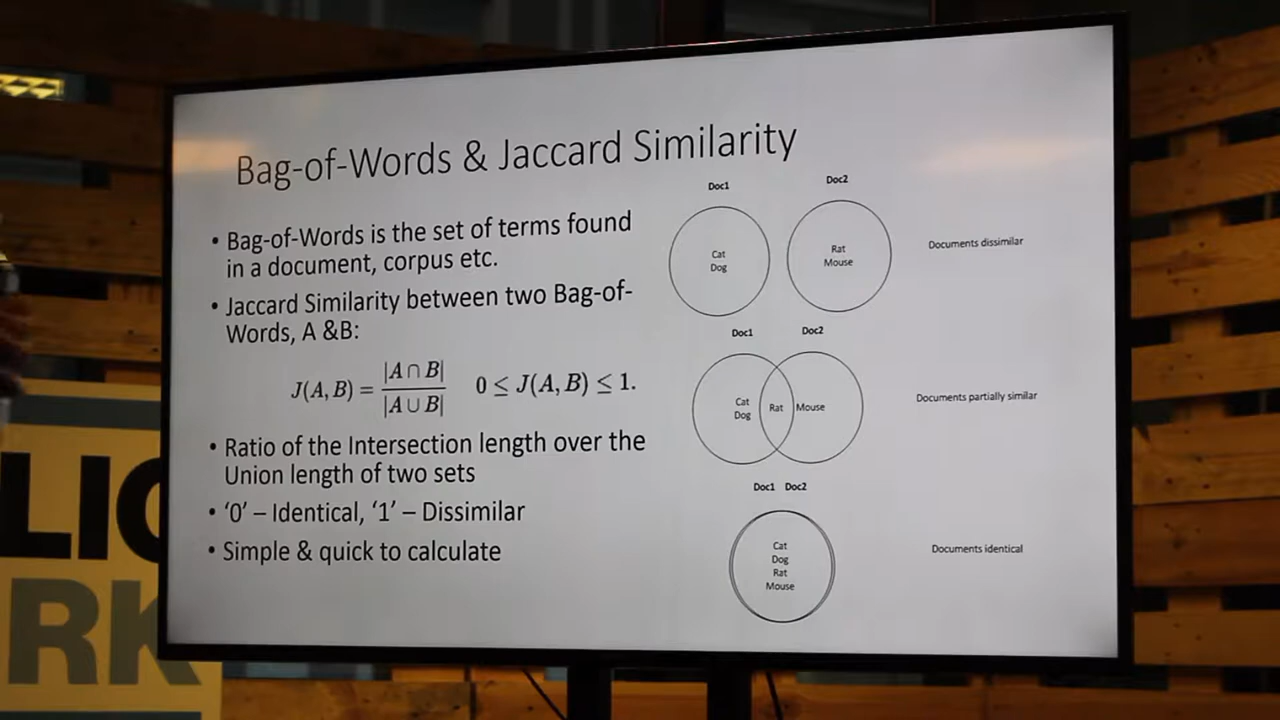 Bag-of-Words & Jaccard Similarity
• Bag-of-Words is the set of terms found
in a document, corpus etc.
• Jaccard Similarity between two Bag-of-
Words, A &B:
J(A, B) = |A ∩ B| / |A ∪ B|    0 ≤ J(A, B) ≤ 1.
• Ratio of the Intersection length over the
Union length of two sets
• ‘0’ – Identical, ‘1’ – Dissimilar
• Simple & quick to calculate
Doc1 Doc2
Cat
Dog
Rat
Mouse
Documents dissimilar
Doc1 Doc2
Cat
Dog
Rat
Mouse
Documents partially similar
Doc1 Doc2
Cat
Dog
Rat
Mouse
Documents identical
LIC
RK